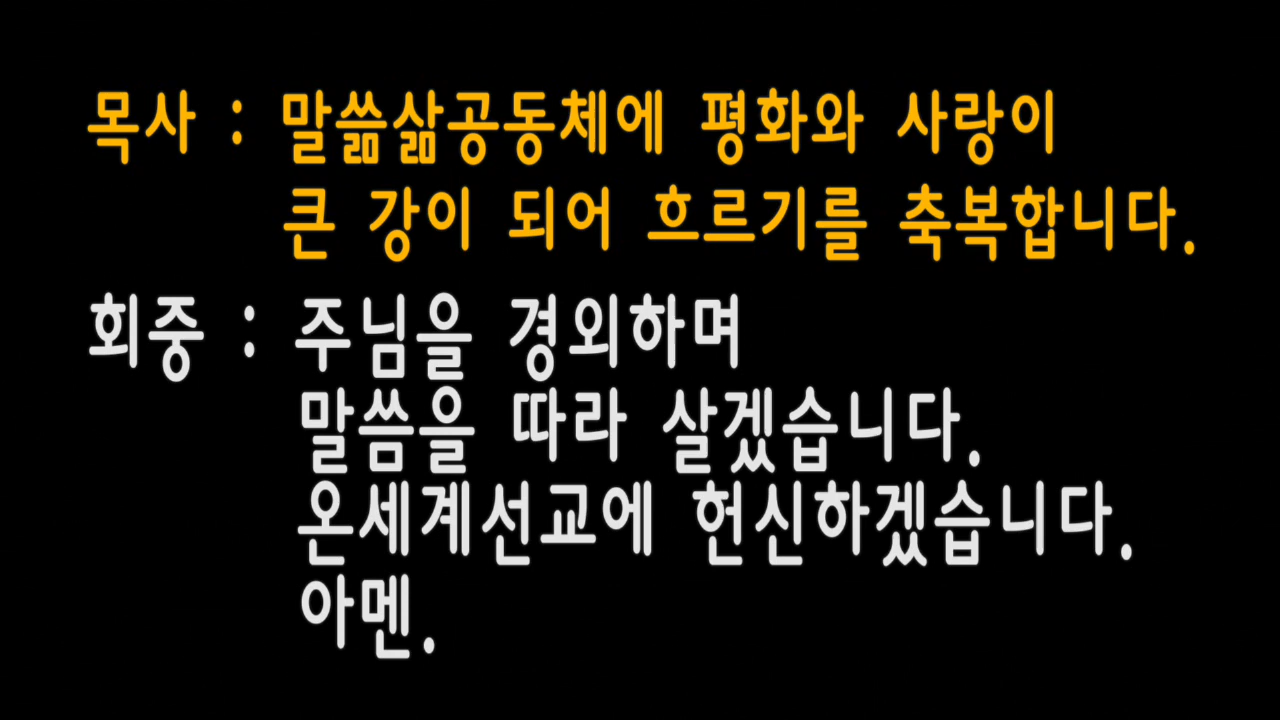 목사 : 말씖삶공동체에 평화와 사랑이
큰 강이 되어 흐르기를 축복합니다.
회중 : 주님을 경외하며
말씀을 따라 살겠습니다.
온세계선교에 헌신하겠습니다.
아멘.